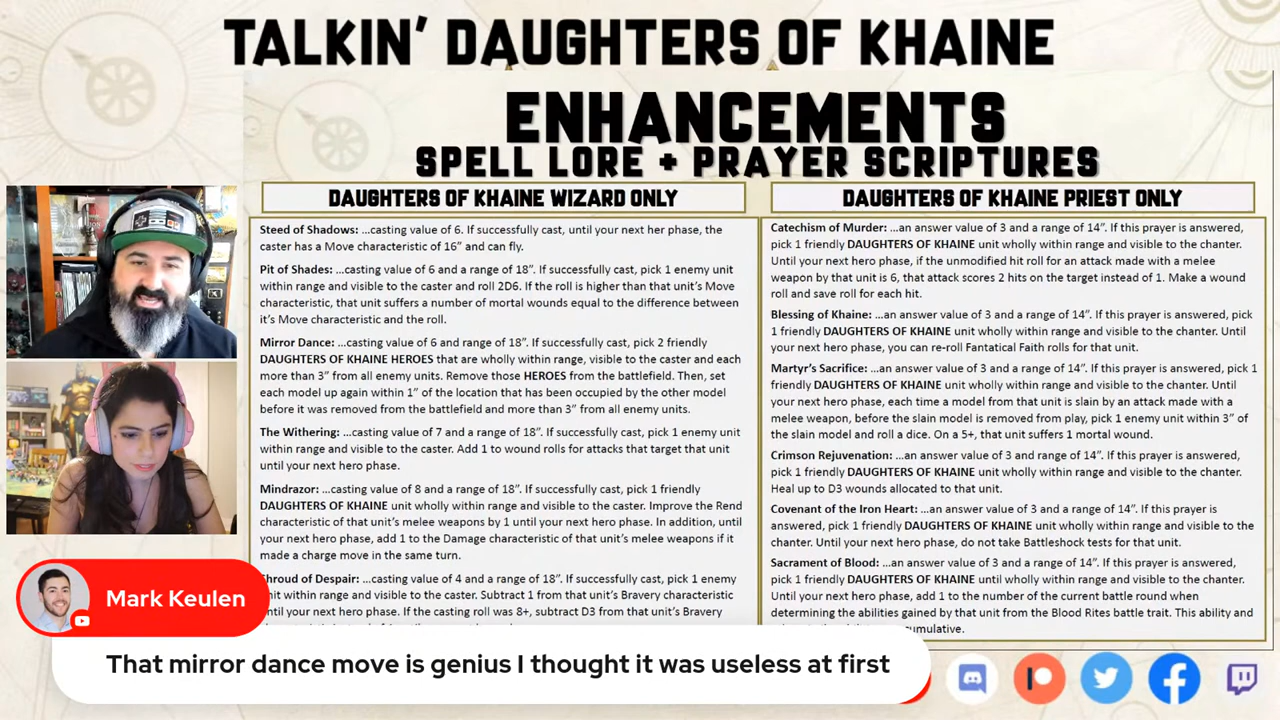 TALKIN' DAUGHTERS OF KHAINE
ENHANCEMENTS
SPELL LORE + PRAYER SCRIPTURES
DAUGHTERS OF KHAINE WIZARD ONLY
Steed of Shadows: ...casting value of 6. If successfully cast, until your next her phase, the
caster has a Move characteristic of 16” and can fly.
Pit of Shades: ...casting value of 6 and a range of 18”. If successfully cast, pick 1 enemy unit
within range and visible to the caster and roll 2D6. If the roll is higher than that unit’s Move
characteristic, that unit suffers a number of mortal wounds equal to the difference between
it’s Move characteristic and the roll.
Mirror Dance: ...casting value of 6 and range of 18”. If successfully cast, pick 2 friendly
DAUGHTERS OF KHAINE HEROES that are wholly within range, visible to the caster and each
more than 3” from all enemy units. Remove those HEROES from the battlefield. Then, set
each model up again within 1” of the location that has been occupied by the other model
before it was removed from the battlefield and more than 3” from all enemy units.
The Withering: ...casting value of 7 and a range of 18”. If successfully cast, pick 1 enemy unit
within range and visible to the caster. Add 1 to wound rolls for attacks that target that unit
until your next hero phase.
Mindrazor: ...casting value of 8 and a range of 18”. If successfully cast, pick 1 friendly
DAUGHTERS OF KHAINE unit wholly within range and visible to the caster. Improve the Rend
characteristic of that unit’s melee weapons by 1 until your next hero phase. In addition, until
your next hero phase, add 1 to the Damage characteristic of that unit’s melee weapons if it
made a charge move in the same turn.
Shroud of Despair: ...casting value of 4 and a range of 18”. If successfully cast, pick 1 enemy
unit within range and visible to the caster. Subtract 1 from that unit’s Bravery characteristic
until your next hero phase. If the casting roll was 8+, subtract D3 from that unit’s Bravery
DAUGHTERS OF KHAINE PRIEST ONLY
Catechism of Murder: ...an answer value of 3 and a range of 14”. If this prayer is answered,
pick 1 friendly DAUGHTERS OF KHAINE unit wholly within range and visible to the chanter.
Until your next hero phase, if the unmodified hit roll for an attack made with a melee
weapon by that unit is 6, that attack scores 2 hits on the target instead of 1. Make a wound
roll and save roll for each hit.
Blessing of Khaine: ...an answer value of 3 and a range of 14”. If this prayer is answered, pick
1 friendly DAUGHTERS OF KHAINE unit wholly within range and visible to the chanter. Until
your next hero phase, you can re-roll Fantatical Faith rolls for that unit.
Martyr’s Sacrifice: ...an answer value of 3 and a range of 14”. If this prayer is answered, pick 1
friendly DAUGHTERS OF KHAINE unit wholly within range and visible to the chanter. Until
your next hero phase, each time a model from that unit is slain by an attack made with a
melee weapon, before the slain model is removed from play, pick 1 enemy unit within 3” of
the slain model and roll a dice. On a 5+, that unit suffers 1 mortal wound.
Crimson Rejuvenation: ...an answer value of 3 and a range of 14”. If this prayer is answered,
pick 1 friendly DAUGHTERS OF KHAINE unit wholly within range and visible to the chanter.
Heal up to D3 wounds allocated to that unit.
Covenant of the Iron Heart: ...an answer value of 3 and a range of 14”. If this prayer is
answered, pick 1 friendly DAUGHTERS OF KHAINE unit wholly within range and visible to the
chanter. Until your next hero phase, do not take Battleshock tests for that unit.
Sacrament of Blood: ...an answer value of 3 and a range of 14”. If this prayer is answered,
pick 1 friendly DAUGHTERS OF KHAINE until wholly within range and visible to the chanter.
Until your next hero phase, add 1 to the number of the current battle round when
determining the abilities gained by that unit from the Blood Rites battle trait. This ability and
cumulative.
Mark Keulen
That mirror dance move is genius I thought it was useless at first